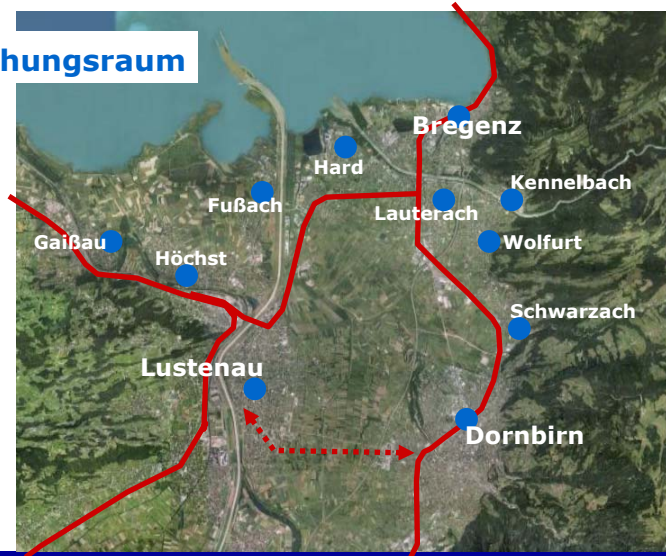 hungsraum
Bregenz
Hard
Kennelbach
Fußach
Lauterach
Gaißau
Wolfurt
Höchst
Schwarzach
Lustenau
Dornbirn